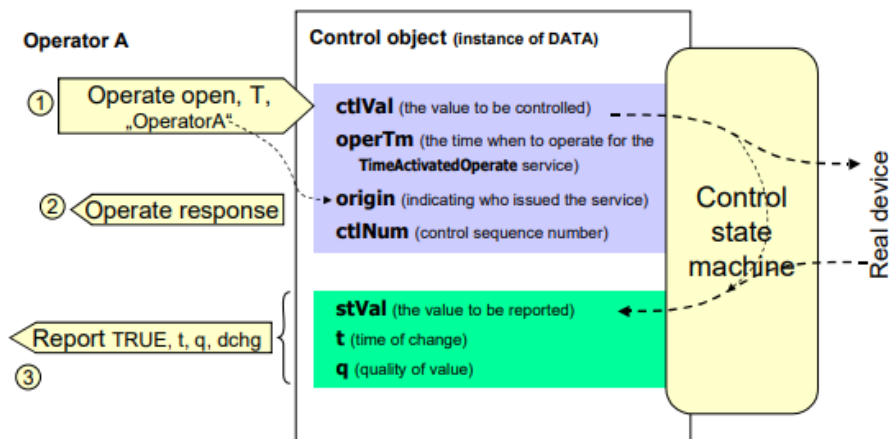 Operator A
Control object (instance of DATA)
1
Operate open, T,
„OperatorA“
ctlVal (the value to be controlled)
operTm (the time when to operate for the
TimeActivatedOperate service)
origin (indicating who issued the service)
ctlNum (control sequence number)
2
Operate response
Control
state
machine
Real device
stVal (the value to be reported)
t (time of change)
q (quality of value)
Report TRUE, t, q, dchg
3